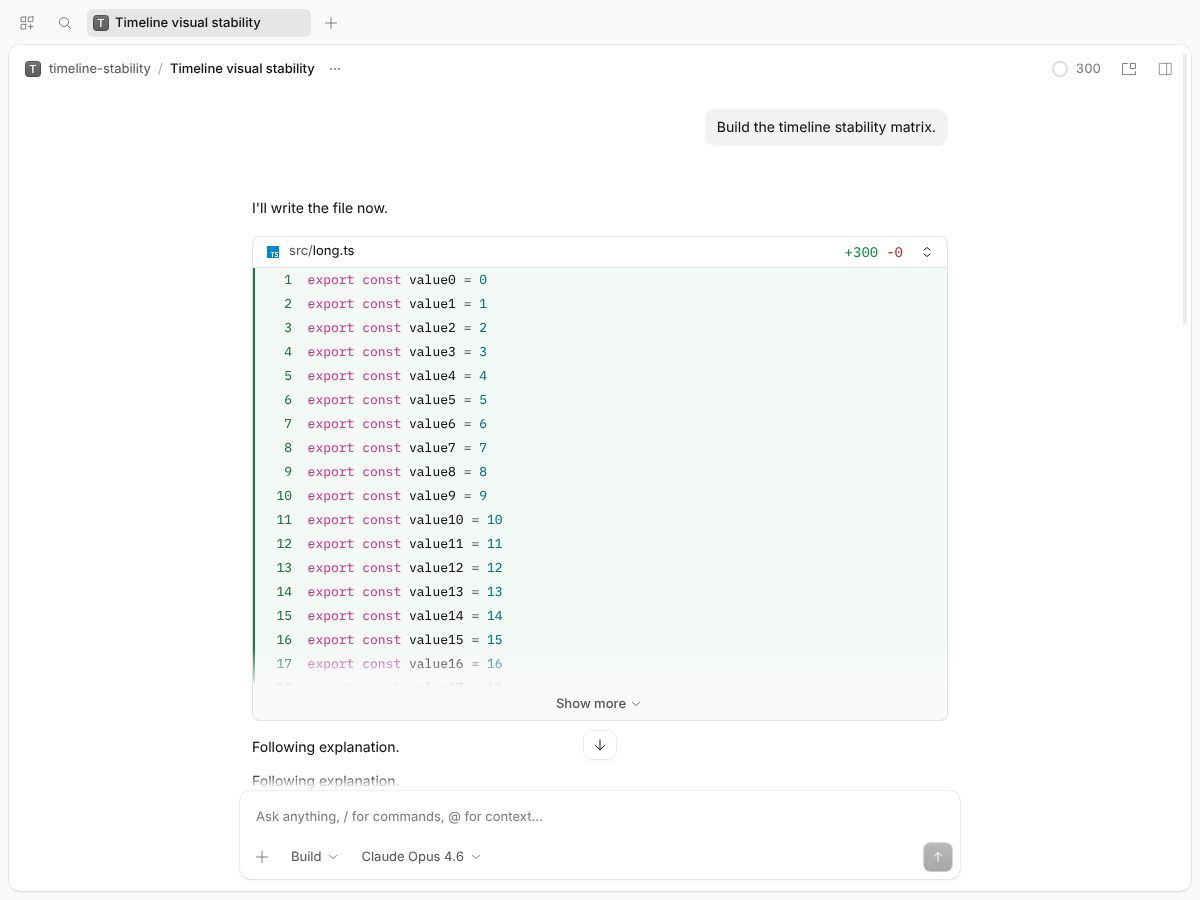 T Timeline visual stability
T timeline-stability / Timeline visual stability ... 300
Build the timeline stability matrix.
I'll write the file now.
TS src/long.ts +300 -0
1 export const value0 = 0
2 export const value1 = 1
3 export const value2 = 2
4 export const value3 = 3
5 export const value4 = 4
6 export const value5 = 5
7 export const value6 = 6
8 export const value7 = 7
9 export const value8 = 8
10 export const value9 = 9
11 export const value10 = 10
12 export const value11 = 11
13 export const value12 = 12
14 export const value13 = 13
15 export const value14 = 14
16 export const value15 = 15
17 export const value16 = 16
Show more
Following explanation.
Following explanation.
Ask anything, / for commands, @ for context...
Build Claude Opus 4.6